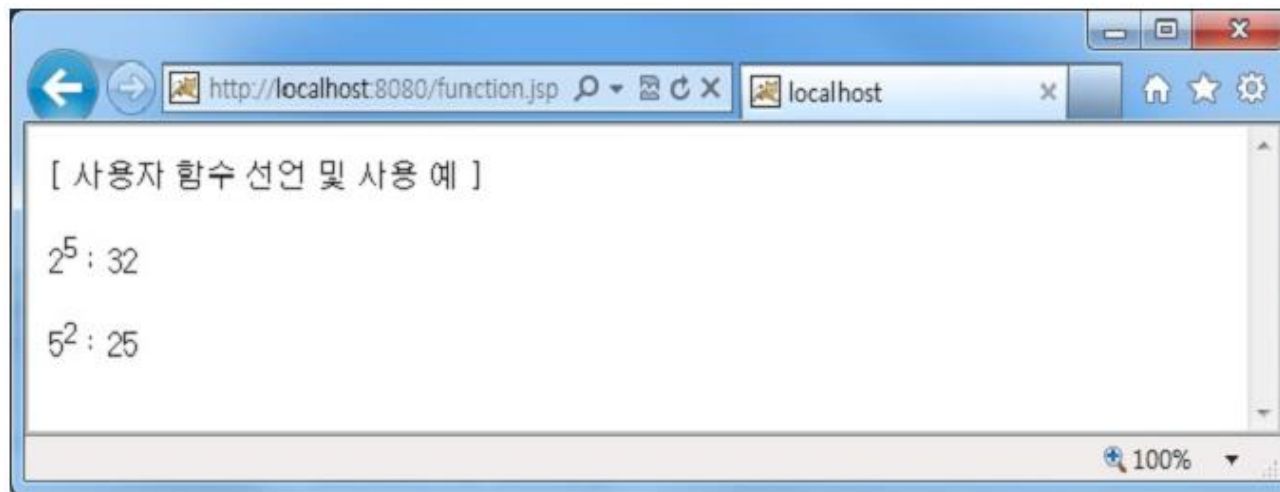 http://localhost:8080/function.jsp
localhost
[ 사용자 함수 선언 및 사용 예 ]
2⁵ : 32
5² : 25
100%